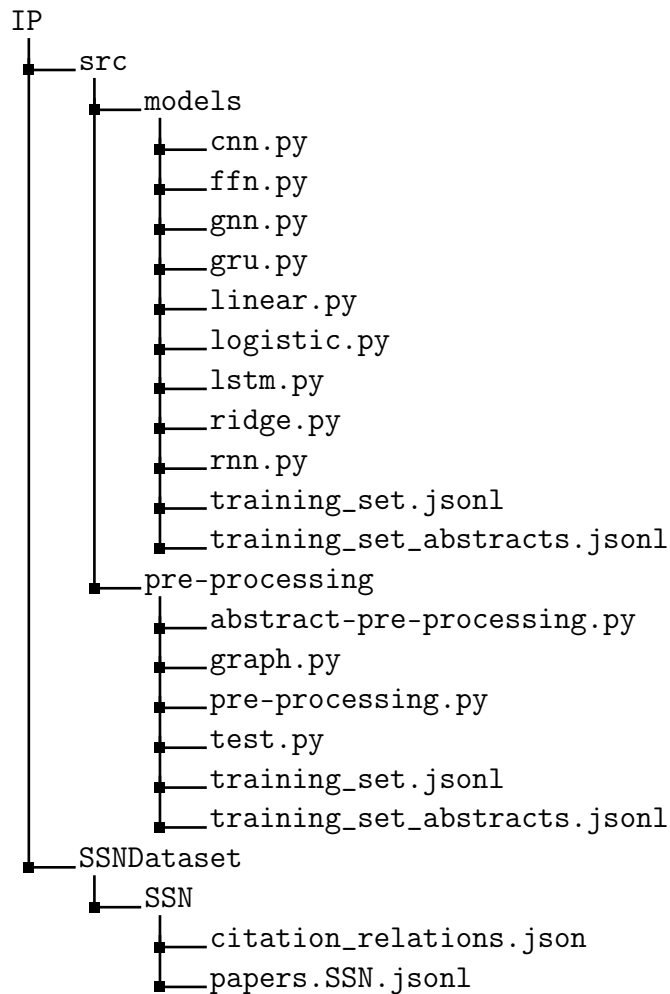 IP
src
models
cnn.py
ffn.py
gnn.py
gru.py
linear.py
logistic.py
lstm.py
ridge.py
rnn.py
training_set.jsonl
training_set_abstracts.jsonl
pre-processing
abstract-pre-processing.py
graph.py
pre-processing.py
test.py
training_set.jsonl
training_set_abstracts.jsonl
SSNDataset
SSN
citation_relations.json
papers.SSN.jsonl